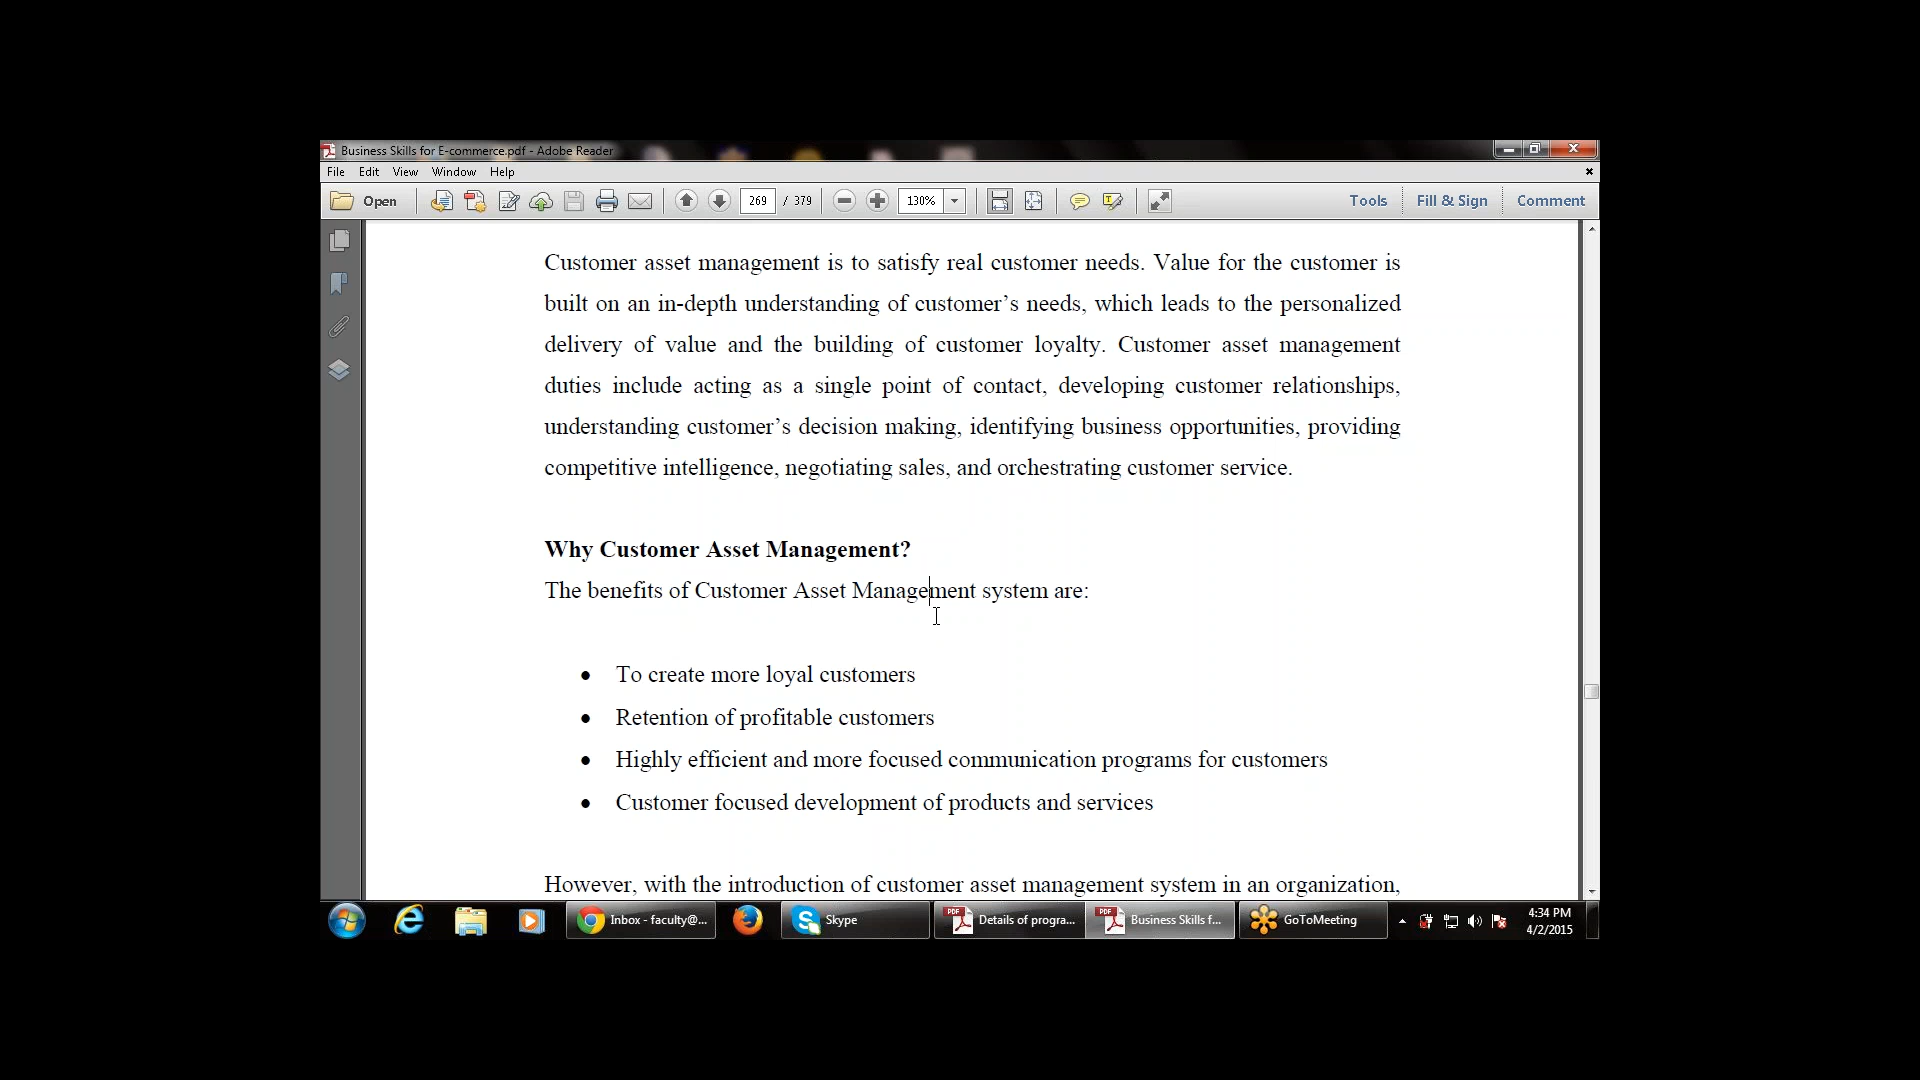 Business Skills for E-commerce.pdf - Adobe Reader
File Edit View Window Help
Open 269 / 379 130% Tools Fill & Sign Comment
Customer asset management is to satisfy real customer needs. Value for the customer is
built on an in-depth understanding of customer’s needs, which leads to the personalized
delivery of value and the building of customer loyalty. Customer asset management
duties include acting as a single point of contact, developing customer relationships,
understanding customer’s decision making, identifying business opportunities, providing
competitive intelligence, negotiating sales, and orchestrating customer service.
Why Customer Asset Management?
The benefits of Customer Asset Management system are:
• To create more loyal customers
• Retention of profitable customers
• Highly efficient and more focused communication programs for customers
• Customer focused development of products and services
However, with the introduction of customer asset management system in an organization,
Inbox - faculty@... Skype Details of progra... Business Skills f... GoToMeeting 4:34 PM
4/2/2015